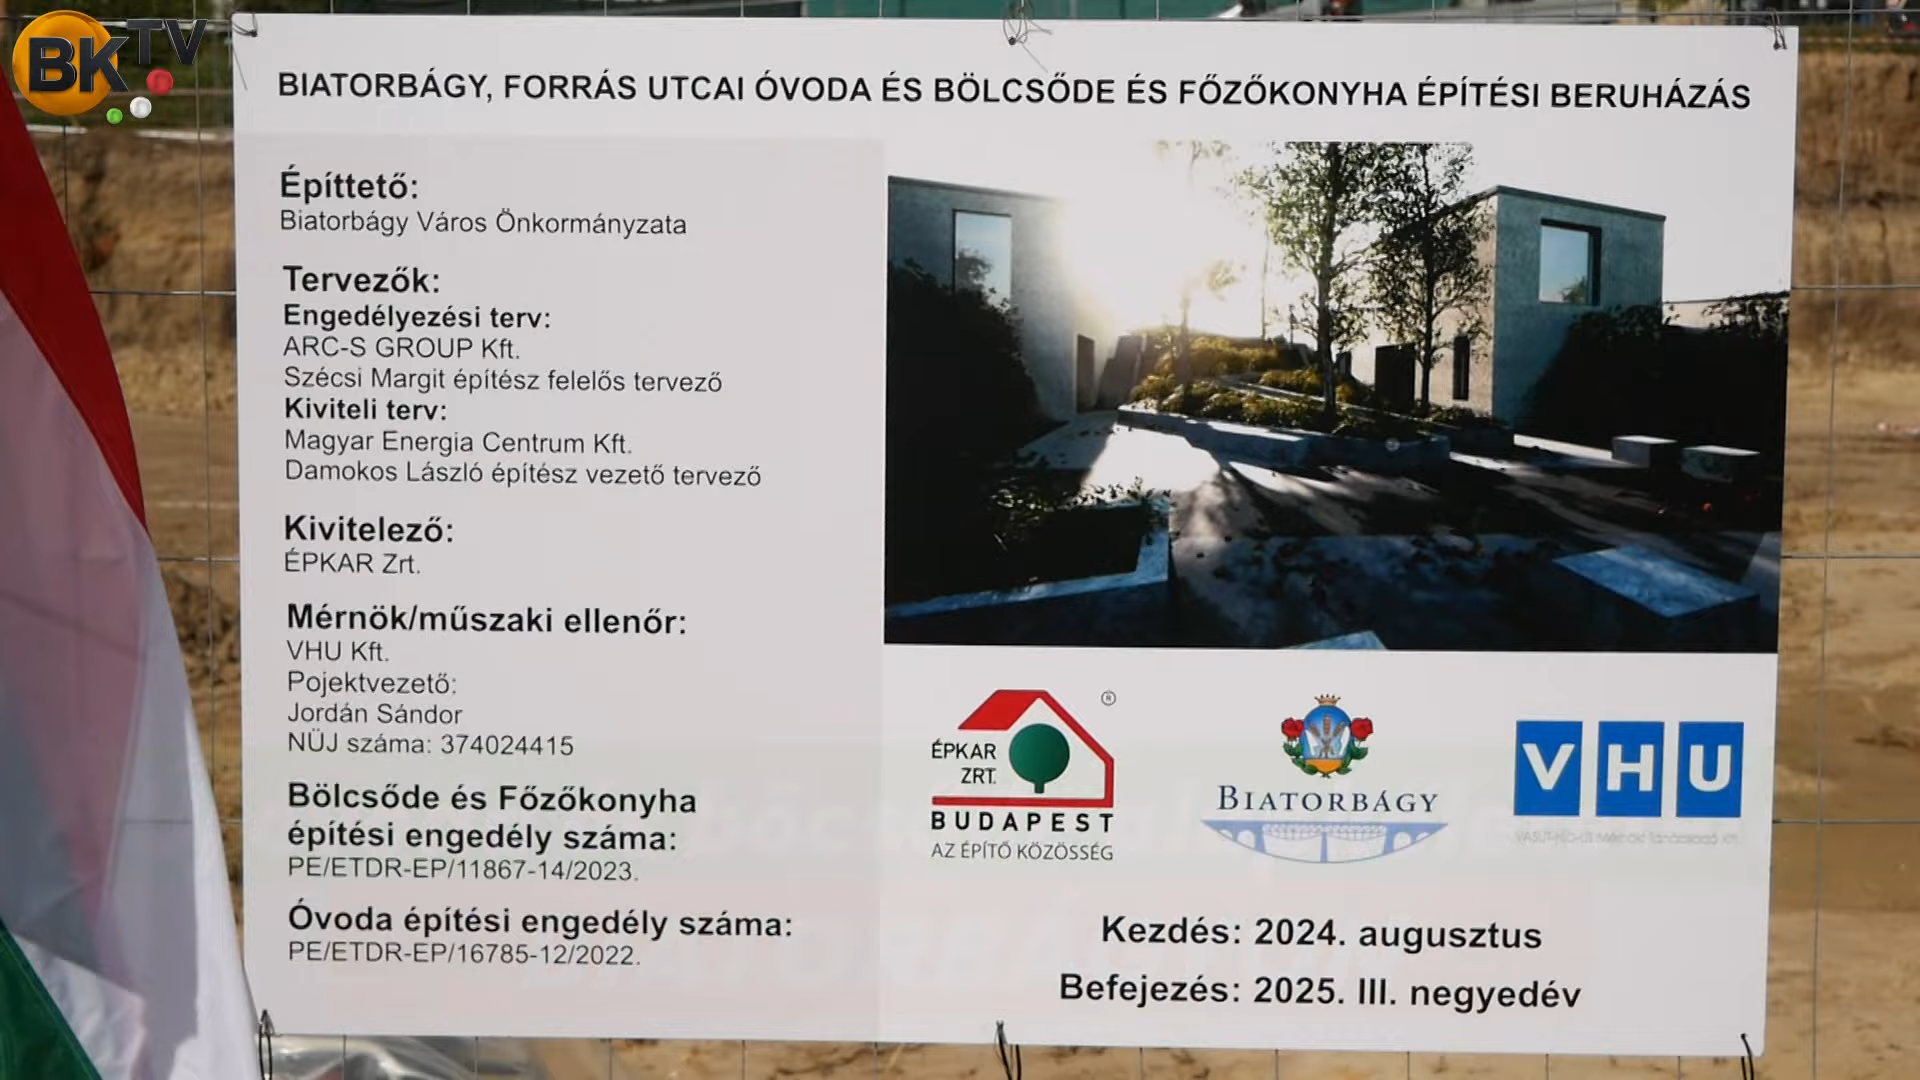 BKTV
BIATORBÁGY, FORRÁS UTCAI ÓVODA ÉS BÖLCSŐDE ÉS FŐZŐKONYHA ÉPÍTÉSI BERUHÁZÁS
Építtető:
Biatorbágy Város Önkormányzata
Tervezők:
Engedélyezési terv:
ARC-S GROUP Kft.
Szécsi Margit építész felelős tervező
Kiviteli terv:
Magyar Energia Centrum Kft.
Damokos László építész vezető tervező
Kivitelező:
ÉPKAR Zrt.
Mérnök/műszaki ellenőr:
VHU Kft.
Pojektvezető:
Jordán Sándor
NÜJ száma: 374024415
Bölcsőde és Főzőkonyha
építési engedély száma:
PE/ETDR-EP/11867-14/2023.
Óvoda építési engedély száma:
PE/ETDR-EP/16785-12/2022.
ÉPKAR
ZRT.
®
BUDAPEST
AZ ÉPÍTŐ KÖZÖSSÉG
BIATORBÁGY
VHU
Kezdés: 2024. augusztus
Befejezés: 2025. III. negyedév